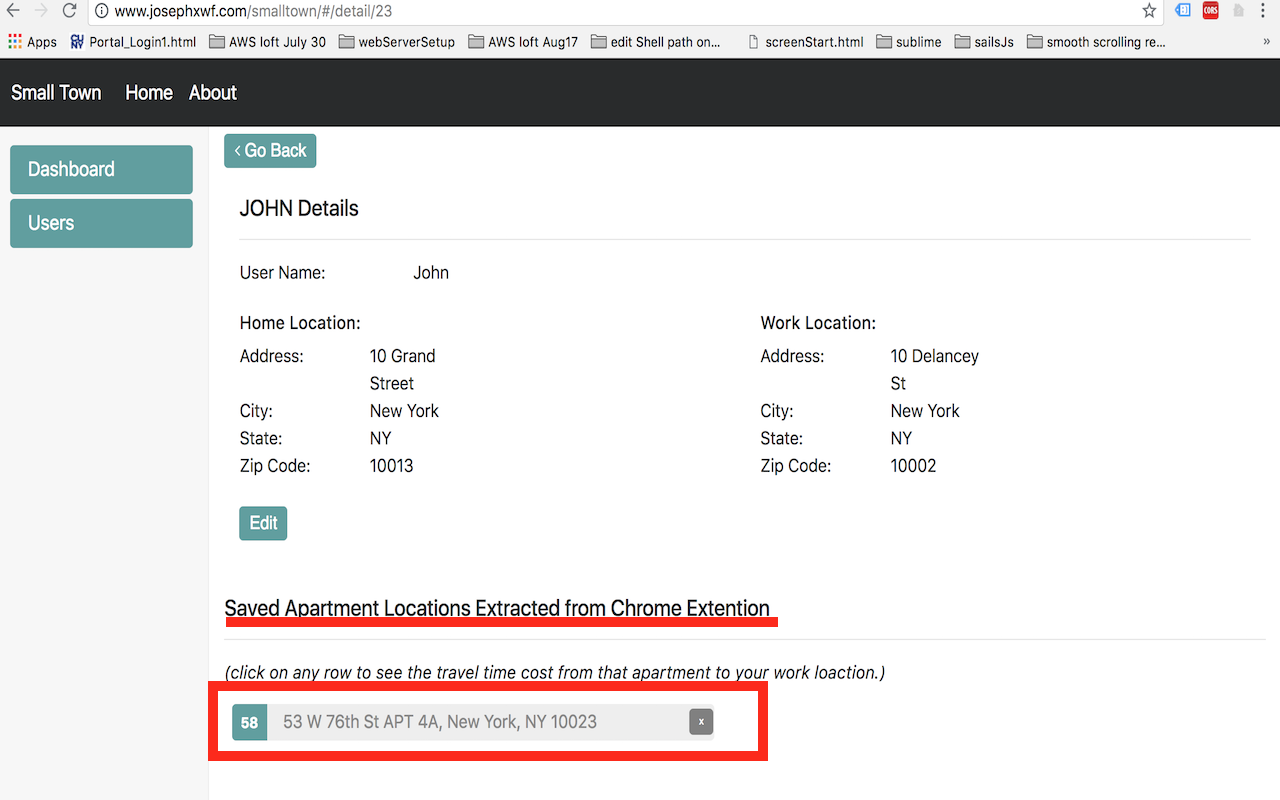 www.josephxwf.com/smalltown/#/detail/23
CORS
Apps Portal_Login1.html AWS loft July 30 webServerSetup AWS loft Aug17 edit Shell path on... screenStart.html sublime sailsJs smooth scrolling re... »
Small Town Home About
Dashboard
Users
‹ Go Back
JOHN Details
User Name: John
Home Location: Work Location:
Address: 10 Grand Address: 10 Delancey
Street St
City: New York City: New York
State: NY State: NY
Zip Code: 10013 Zip Code: 10002
Edit
Saved Apartment Locations Extracted from Chrome Extention
(click on any row to see the travel time cost from that apartment to your work loaction.)
58 53 W 76th St APT 4A, New York, NY 10023 x